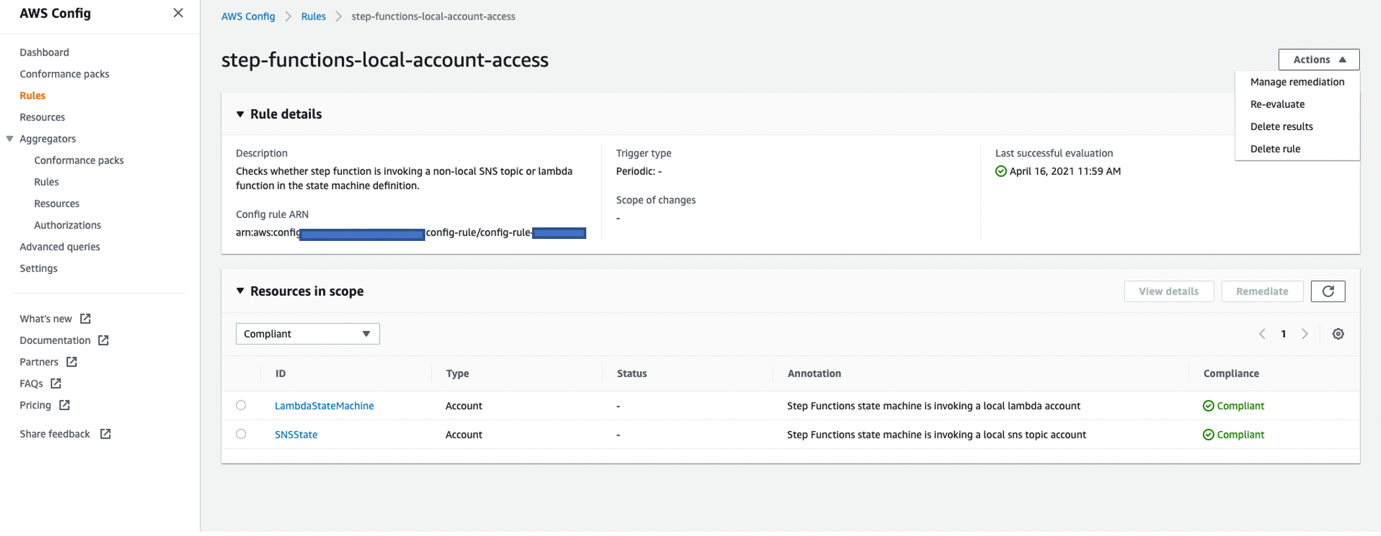 AWS Config
AWS Config > Rules > step-functions-local-account-access
Dashboard
Conformance packs
Rules
Resources
Aggregators
Conformance packs
Rules
Resources
Authorizations
Advanced queries
Settings
What's new
Documentation
Partners
FAQs
Pricing
Share feedback
step-functions-local-account-access
Actions
Manage remediation
Re-evaluate
Delete results
Delete rule
Rule details
Description
Checks whether step function is invoking a non-local SNS topic or lambda
function in the state machine definition.
Config rule ARN
arn:aws:config config-rule/config-rule-
Trigger type
Periodic: -
Scope of changes
-
Last successful evaluation
April 16, 2021 11:59 AM
Resources in scope
View details
Remediate
Compliant
1
ID Type Status Annotation Compliance
LambdaStateMachine Account - Step Functions state machine is invoking a local lambda account Compliant
SNSState Account - Step Functions state machine is invoking a local sns topic account Compliant